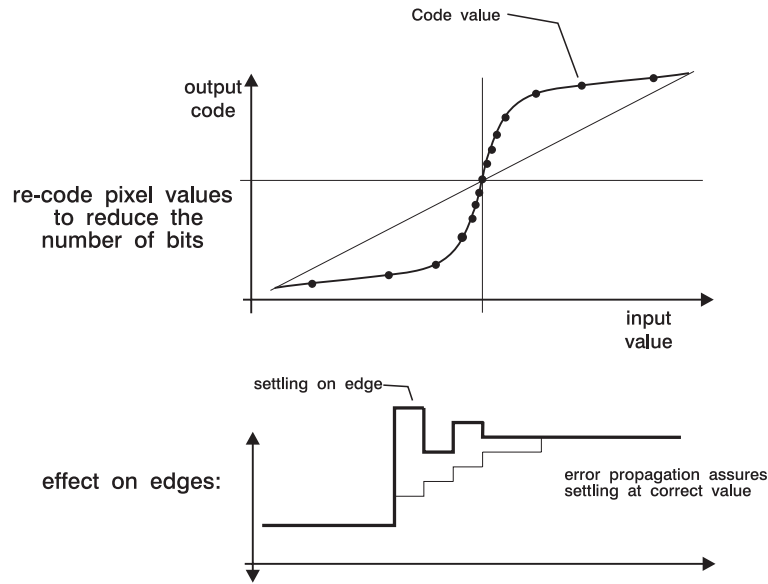 Code value
output
code
re-code pixel values
to reduce the
number of bits
input
value
settling on edge
effect on edges:
error propagation assures
settling at correct value